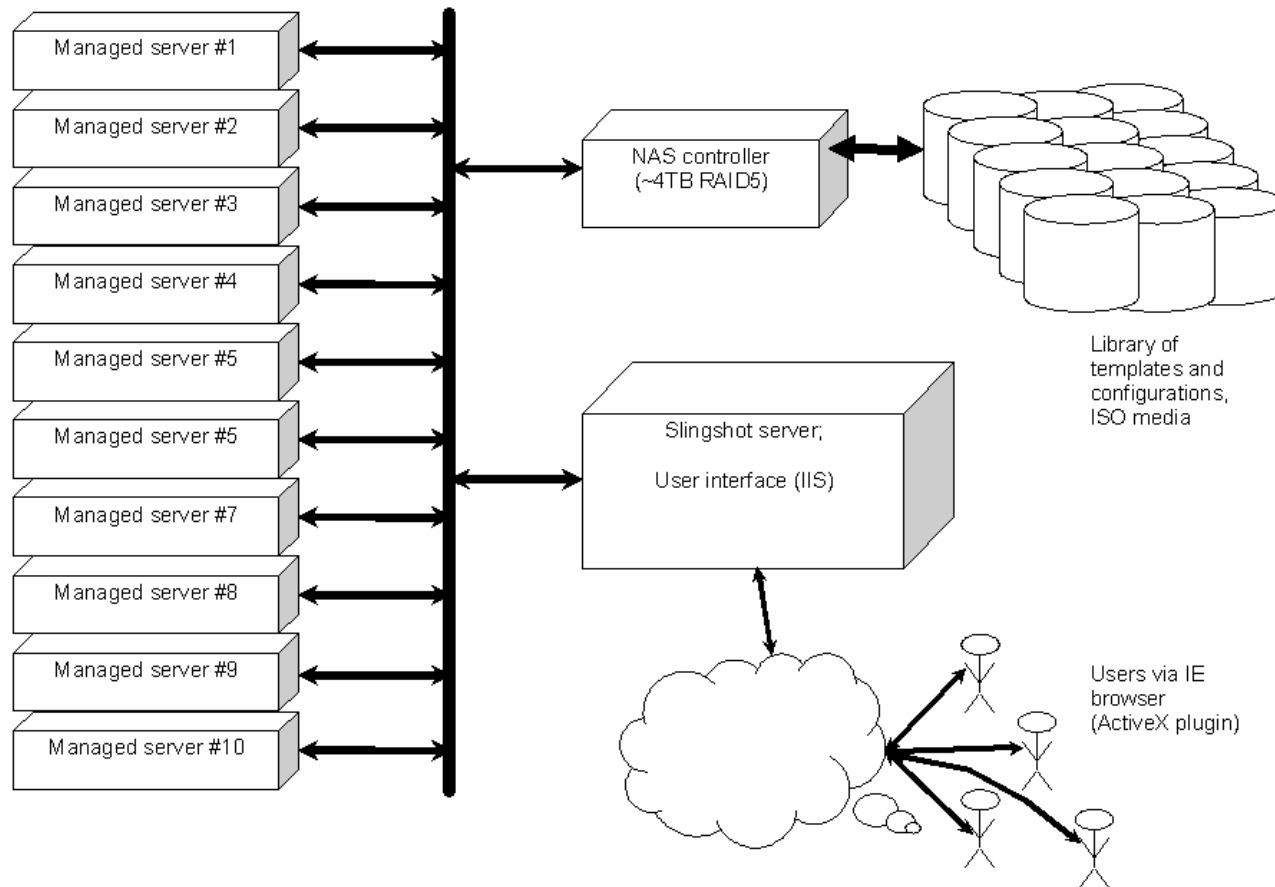 Managed server #1
Managed server #2
Managed server #3
Managed server #4
Managed server #5
Managed server #5
Managed server #7
Managed server #8
Managed server #9
Managed server #10
NAS controller
(~4TB RAID5)
Library of
templates and
configurations,
ISO media
Slingshot server;
User interface (IIS)
Users via IE
browser
(ActiveX plugin)